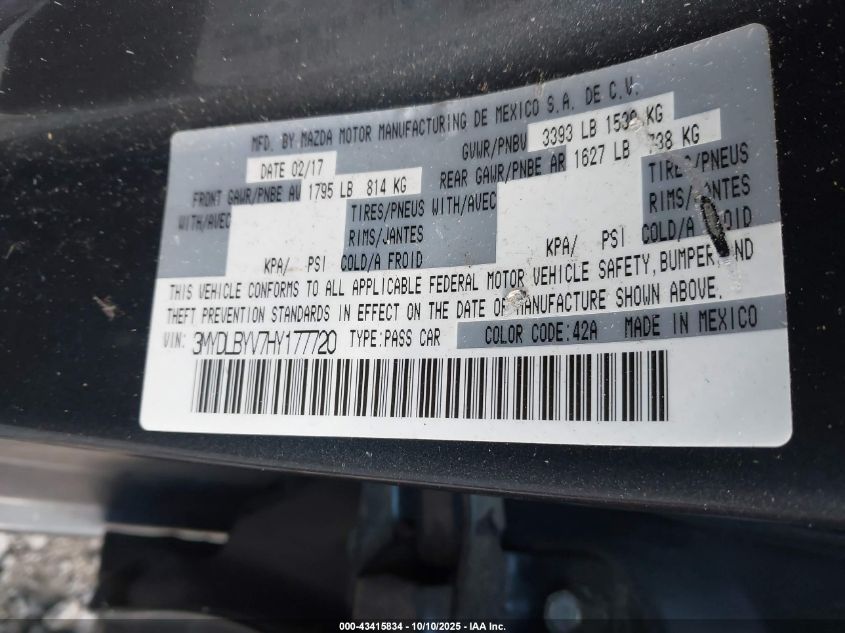 MFD. BY MAZDA MOTOR MANUFACTURING DE MEXICO S.A. DE C.V.
DATE 02/17 GVWR/PNBV 3393 LB 1539 KG
FRONT GAWR/PNBE AV 1795 LB 814 KG REAR GAWR/PNBE AR 1627 LB 738 KG
WITH/AVEC TIRES/PNEUS WITH/AVEC TIRES/PNEUS
RIMS/JANTES RIMS/JANTES
KPA/ PSI COLD/A FROID KPA/ PSI COLD/A FROID
THIS VEHICLE CONFORMS TO ALL APPLICABLE FEDERAL MOTOR VEHICLE SAFETY, BUMPER, AND
THEFT PREVENTION STANDARDS IN EFFECT ON THE DATE OF MANUFACTURE SHOWN ABOVE.
VIN: 3MYDLBYV7HY177720 TYPE:PASS CAR COLOR CODE:42A MADE IN MEXICO
000-43415834 - 10/10/2025 - IAA Inc.